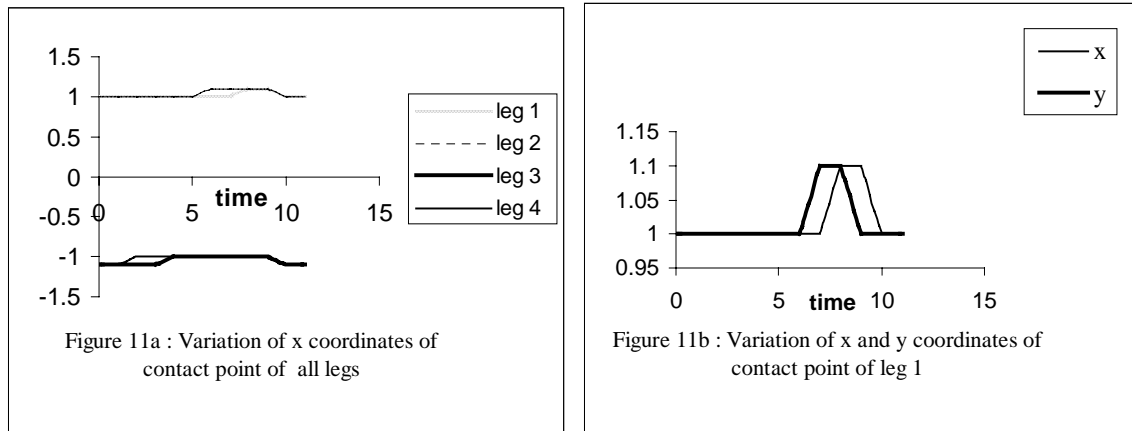 1.5
1
0.5
0
-0.5
-1
-1.5
0
5
10
15
time
leg 1
leg 2
leg 3
leg 4
Figure 11a : Variation of x coordinates of
contact point of all legs
x
y
1.15
1.1
1.05
1
0.95
0
5
10
15
time
Figure 11b : Variation of x and y coordinates of
contact point of leg 1